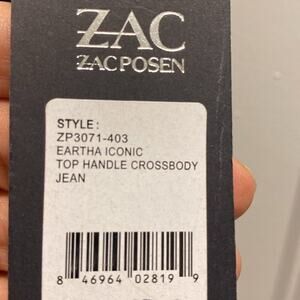 ZAC
ZAC POSEN
STYLE:
ZP3071-403
EARTHA ICONIC
TOP HANDLE CROSSBODY
JEAN
8 46964 02819 9